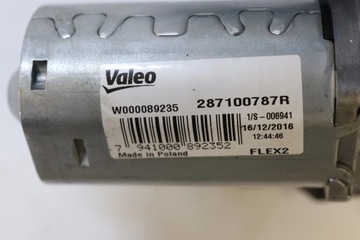 Valeo
W000089235 287100787R
1/S-006941
16/12/2016
12:44:46
7 941000 892352
Made in Poland
FLEX2